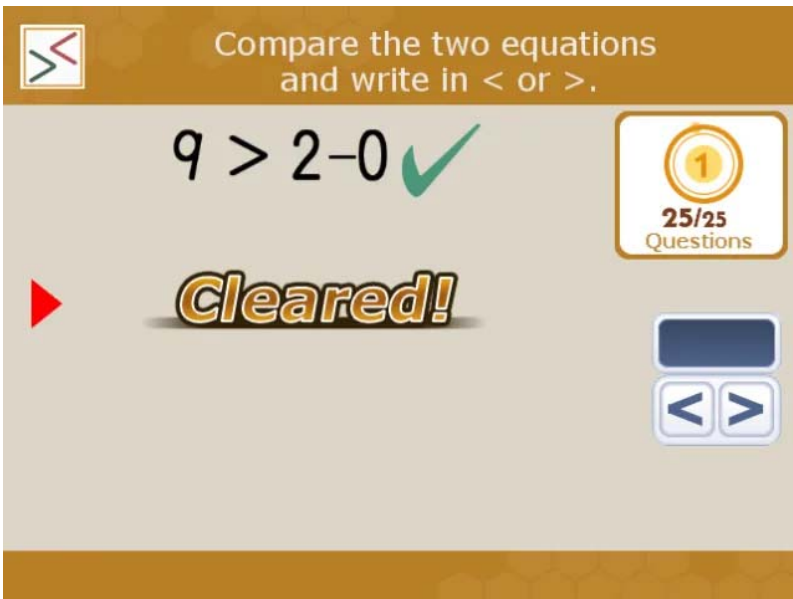 Compare the two equations
and write in < or >.
9 > 2-0
1
25/25
Questions
Cleared!
< >